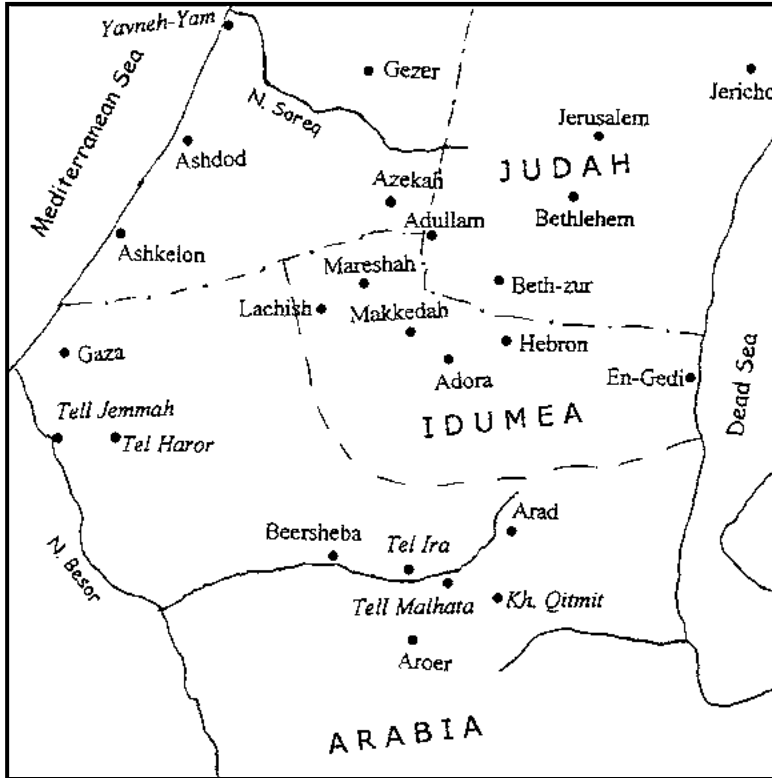 Yavneh-Yam
Mediterranean Sea
Gezer
Jericho
N. Soreq
Jerusalem
Ashdod
JUDAH
Azekah
Bethlehem
Adullam
Ashkelon
Mareshah
Beth-zur
Lachish
Makkedah
Hebron
Gaza
Adora
En-Gedi
Dead Sea
Tell Jemmah
IDUMEA
Tel Haror
Arad
Beersheba
Tel Ira
N. Besor
Tell Malhata
Kh. Qitmit
Aroer
ARABIA